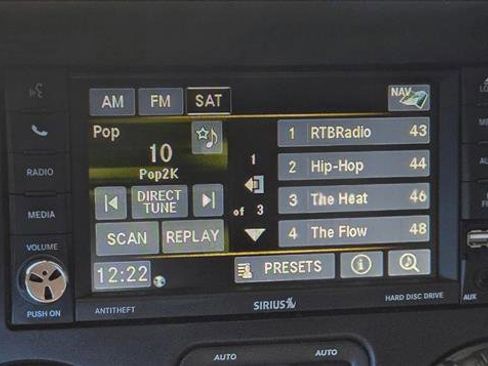 AM FM SAT NAV
Pop
10
Pop2K
DIRECT
TUNE
SCAN REPLAY
12:22
1
of 3
1 RTBRadio 43
2 Hip-Hop 44
3 The Heat 46
4 The Flow 48
PRESETS
RADIO
MEDIA
VOLUME
PUSH ON
ANTITHEFT
SIRIUS
HARD DISC DRIVE
AUX
AUTO
AUTO